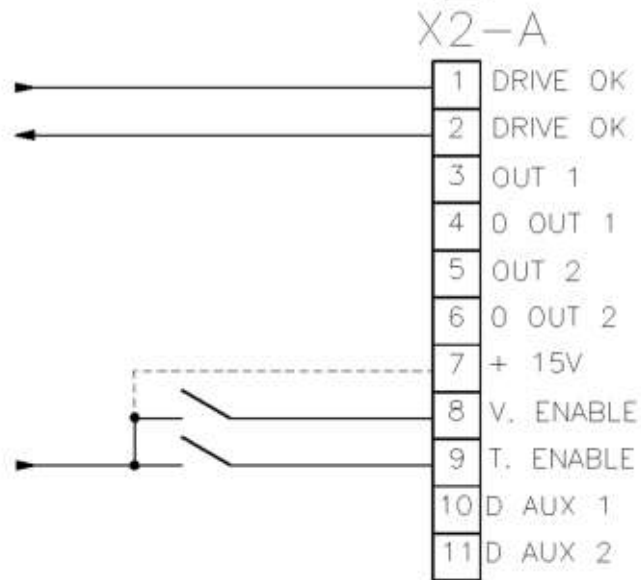 X2-A
1 DRIVE OK
2 DRIVE OK
3 OUT 1
4 0 OUT 1
5 OUT 2
6 0 OUT 2
7 + 15V
8 V. ENABLE
9 T. ENABLE
10 D AUX 1
11 D AUX 2